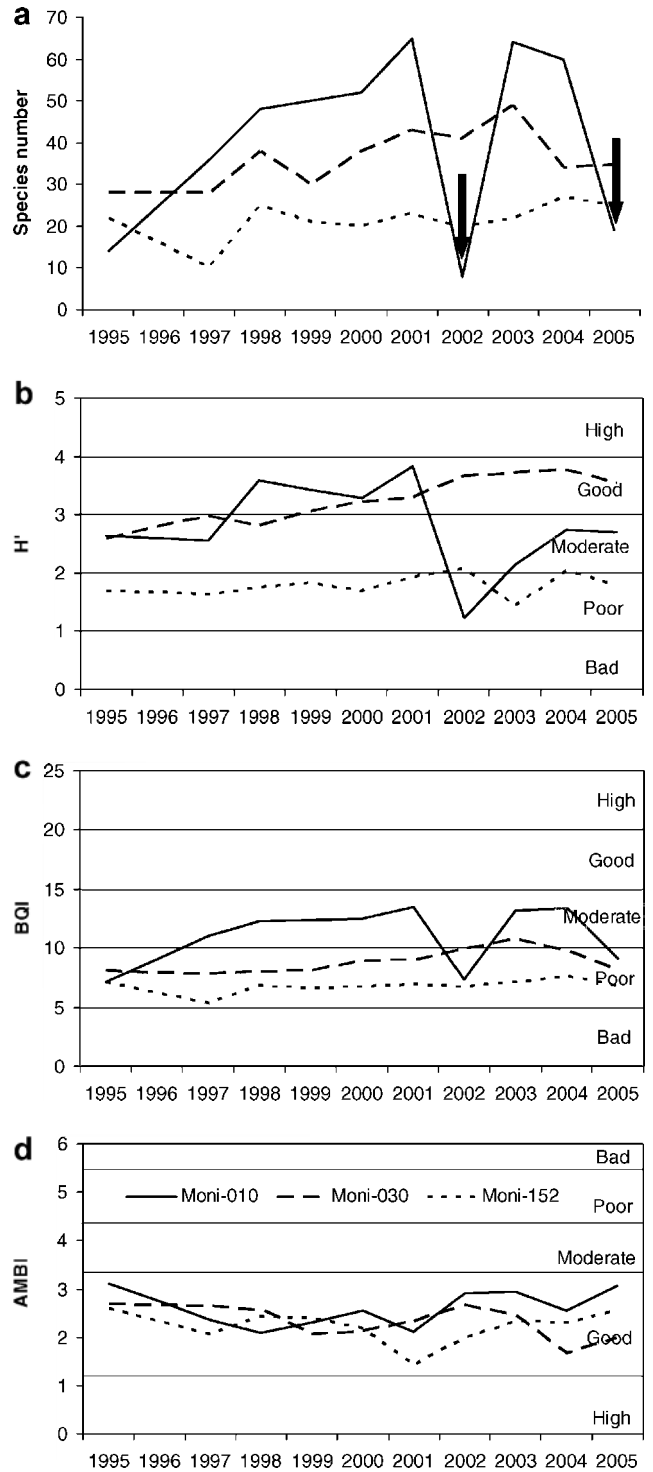 a
Species number
70
60
50
40
30
20
10
0
1995 1996 1997 1998 1999 2000 2001 2002 2003 2004 2005
b
H'
5
4
3
2
1
0
High
Good
Moderate
Poor
Bad
1995 1996 1997 1998 1999 2000 2001 2002 2003 2004 2005
c
BQI
25
20
15
10
5
0
High
Good
Moderate
Poor
Bad
1995 1996 1997 1998 1999 2000 2001 2002 2003 2004 2005
d
AMBI
6
5
4
3
2
1
0
Bad
Moni-010 Moni-030 Moni-152
Poor
Moderate
Good
High
1995 1996 1997 1998 1999 2000 2001 2002 2003 2004 2005